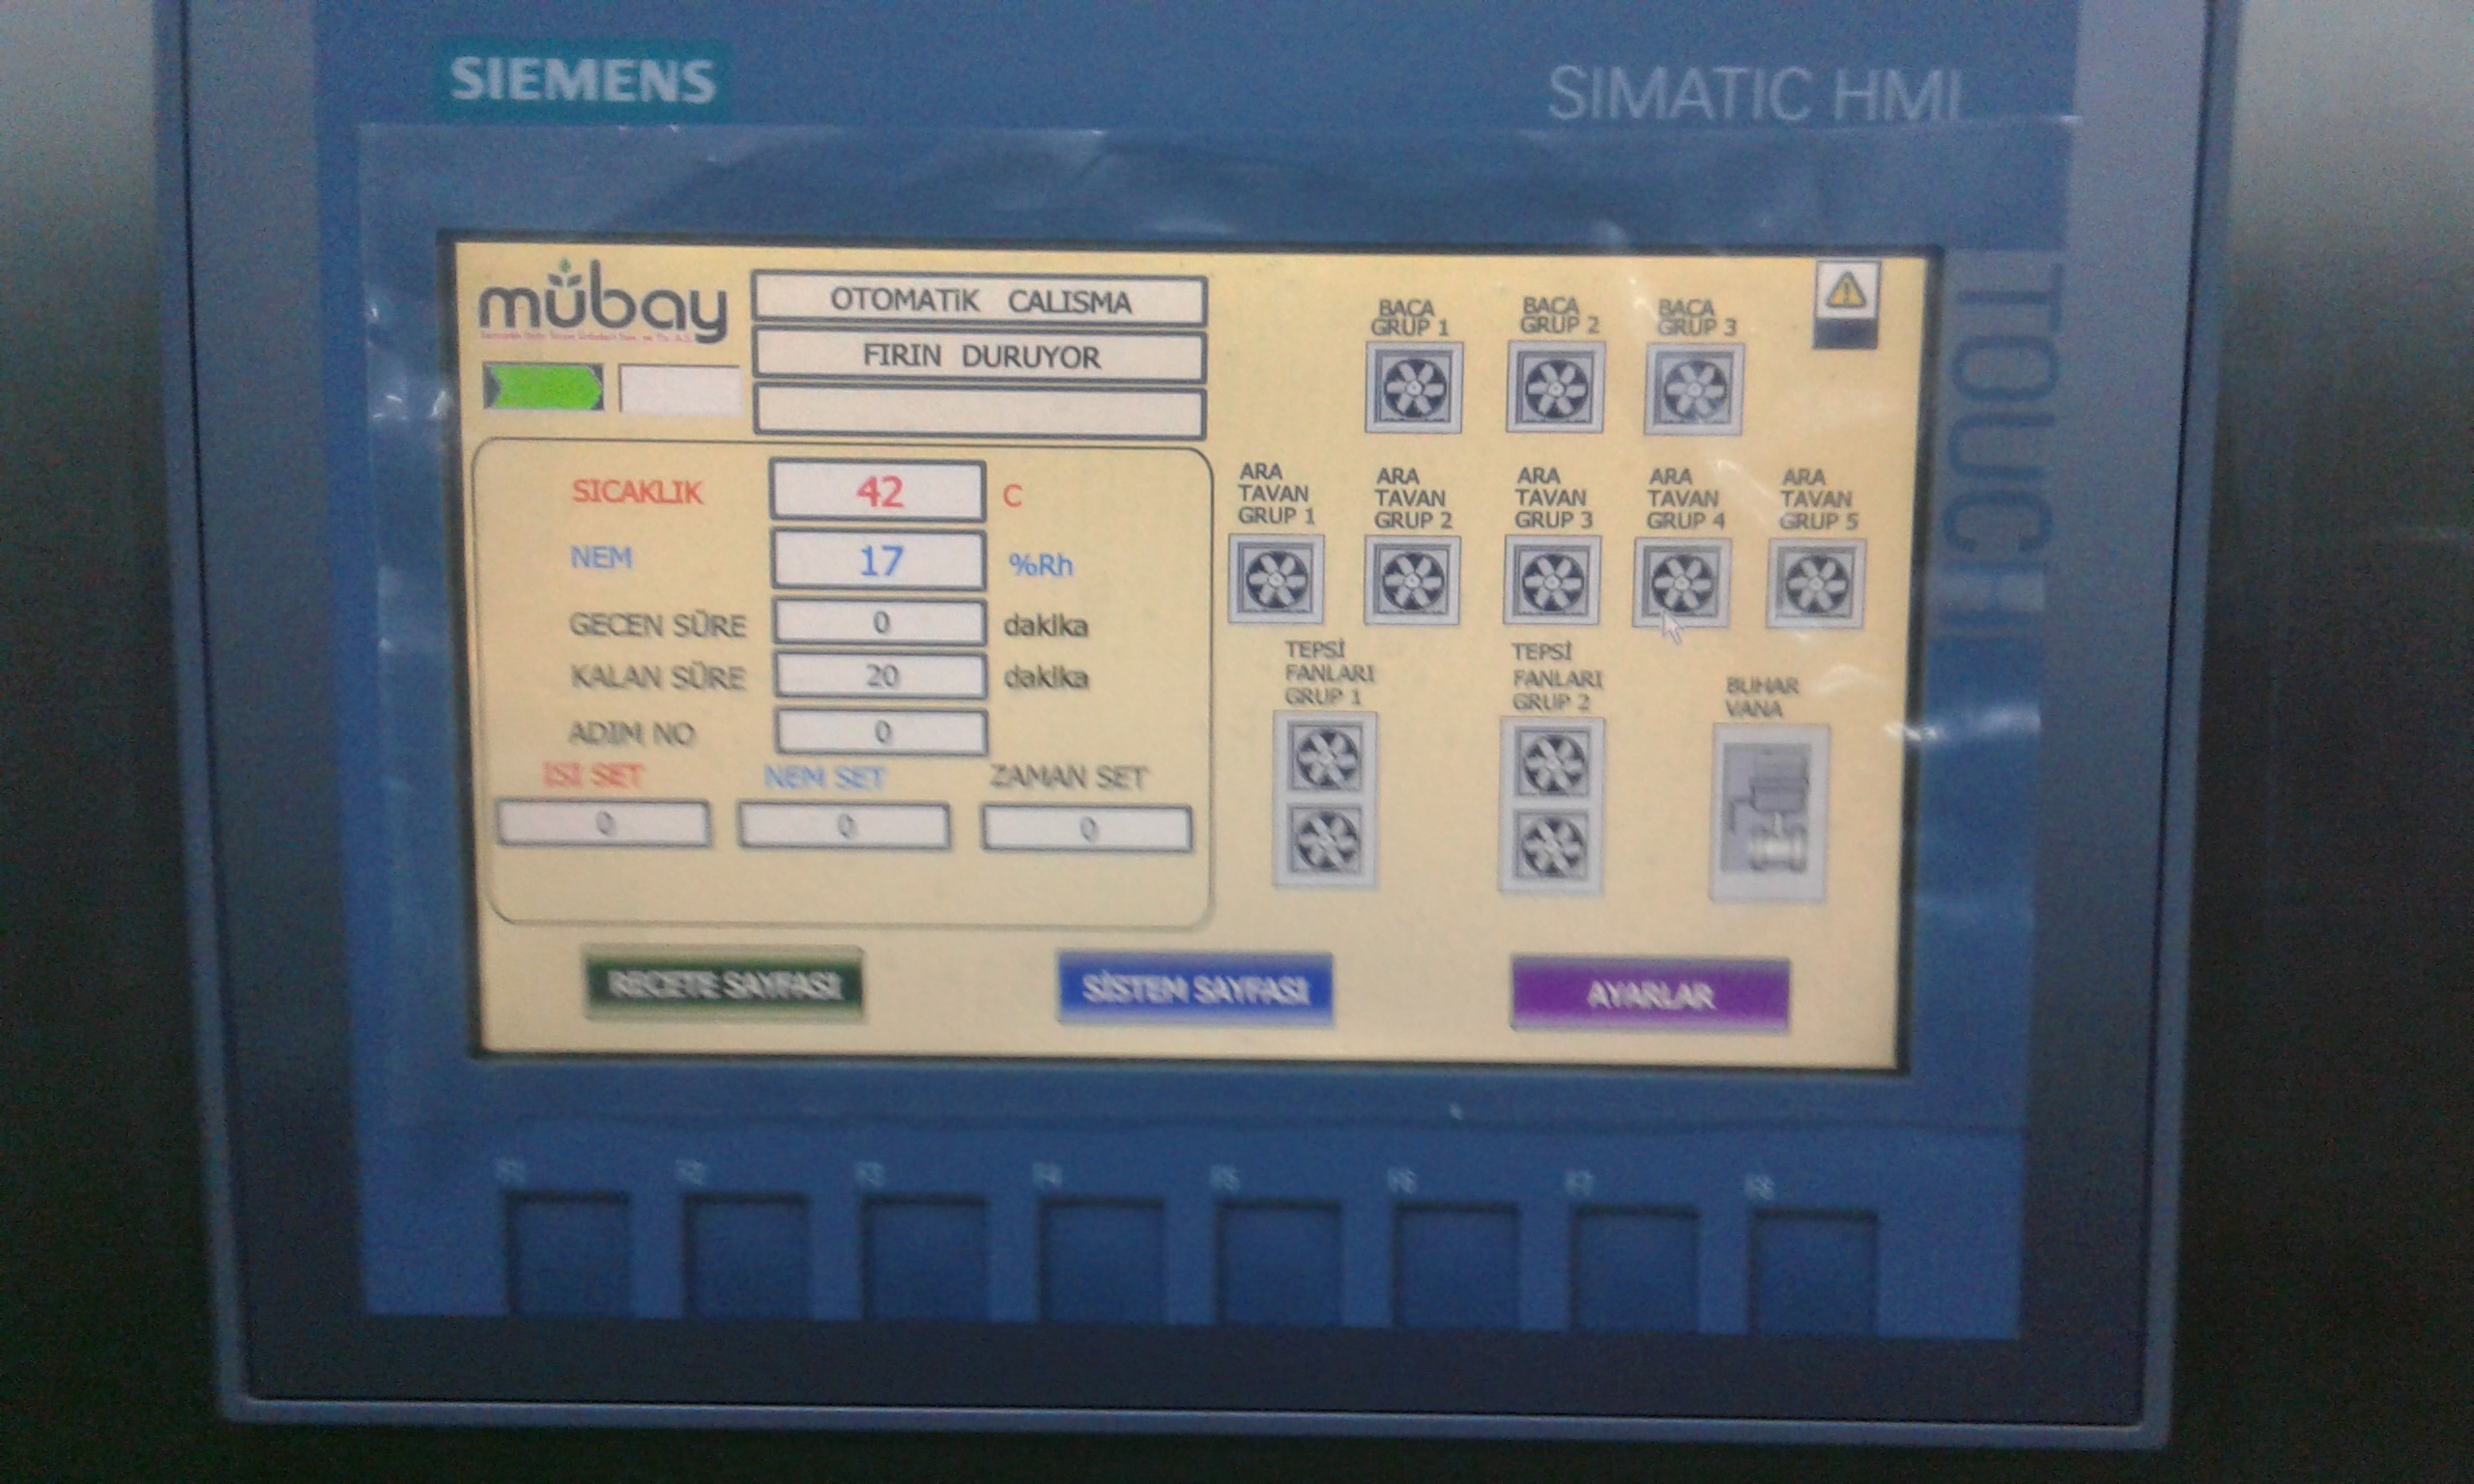 SIEMENS
SIMATIC HMI
TOUCH
mübay
OTOMATİK CALISMA
FIRIN DURUYOR
SICAKLIK 42 C
NEM 17 %Rh
GECEN SÜRE 0 dakika
KALAN SÜRE 20 dakika
ADIM NO 0
ISI SET NEM SET ZAMAN SET
0 0 0
BACA GRUP 1
BACA GRUP 2
BACA GRUP 3
ARA TAVAN GRUP 1
ARA TAVAN GRUP 2
ARA TAVAN GRUP 3
ARA TAVAN GRUP 4
ARA TAVAN GRUP 5
TEPSİ FANLARI GRUP 1
TEPSİ FANLARI GRUP 2
BUHAR VANA
RECETE SAYFASI
SİSTEM SAYFASI
AYARLAR
F1 F2 F3 F4 F5 F6 F7 F8